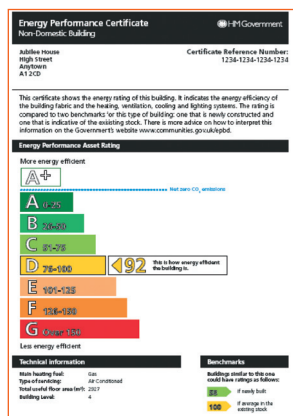 Energy Performance Certificate
Non-Domestic Building
HM Government
Jubilee House
High Street
Anytown
A1 2CD
Certificate Reference Number:
1234-1234-1234-1234
This certificate shows the energy rating of this building. It indicates the energy efficiency of
the building fabric and the heating, ventilation, cooling and lighting systems. The rating is
compared to two benchmarks for this type of building: one that is newly constructed and
one that is indicative of the existing stock. There is more advice on how to interpret this
information on the Government's website www.communities.gov.uk/epbd.
Energy Performance Asset Rating
More energy efficient
A+
Net zero CO₂ emissions
A 0-25
B 26-50
C 51-75
D 76-100
92 This is how energy efficient
the building is.
E 101-125
F 126-150
G Over 150
Less energy efficient
Technical information
Main heating fuel: Gas
Type of servicing: Air Conditioned
Total useful floor area (m²): 2927
Building Level: 4
Benchmarks
Buildings similar to this one
could have ratings as follows:
If newly built
100 If average in the
existing stock